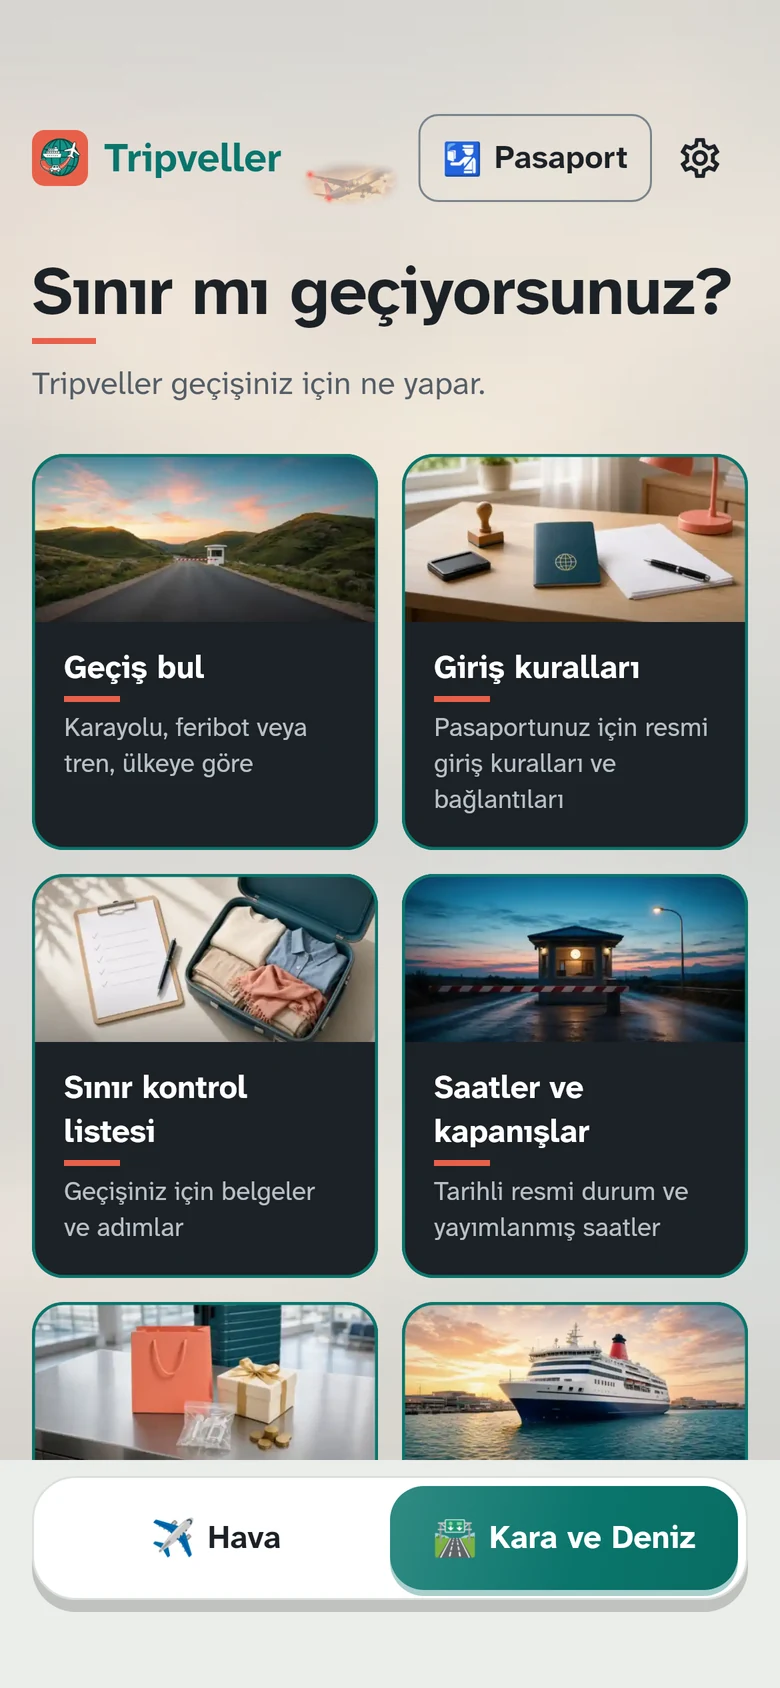 Tripveller
Pasaport
Sınır mı geçiyorsunuz?
Tripveller geçişiniz için ne yapar.
Geçiş bul
Karayolu, feribot veya
tren, ülkeye göre
Giriş kuralları
Pasaportunuz için resmi
giriş kuralları ve
bağlantıları
Sınır kontrol
listesi
Geçişiniz için belgeler
ve adımlar
Saatler ve
kapanışlar
Tarihli resmi durum ve
yayımlanmış saatler
Hava
Kara ve Deniz